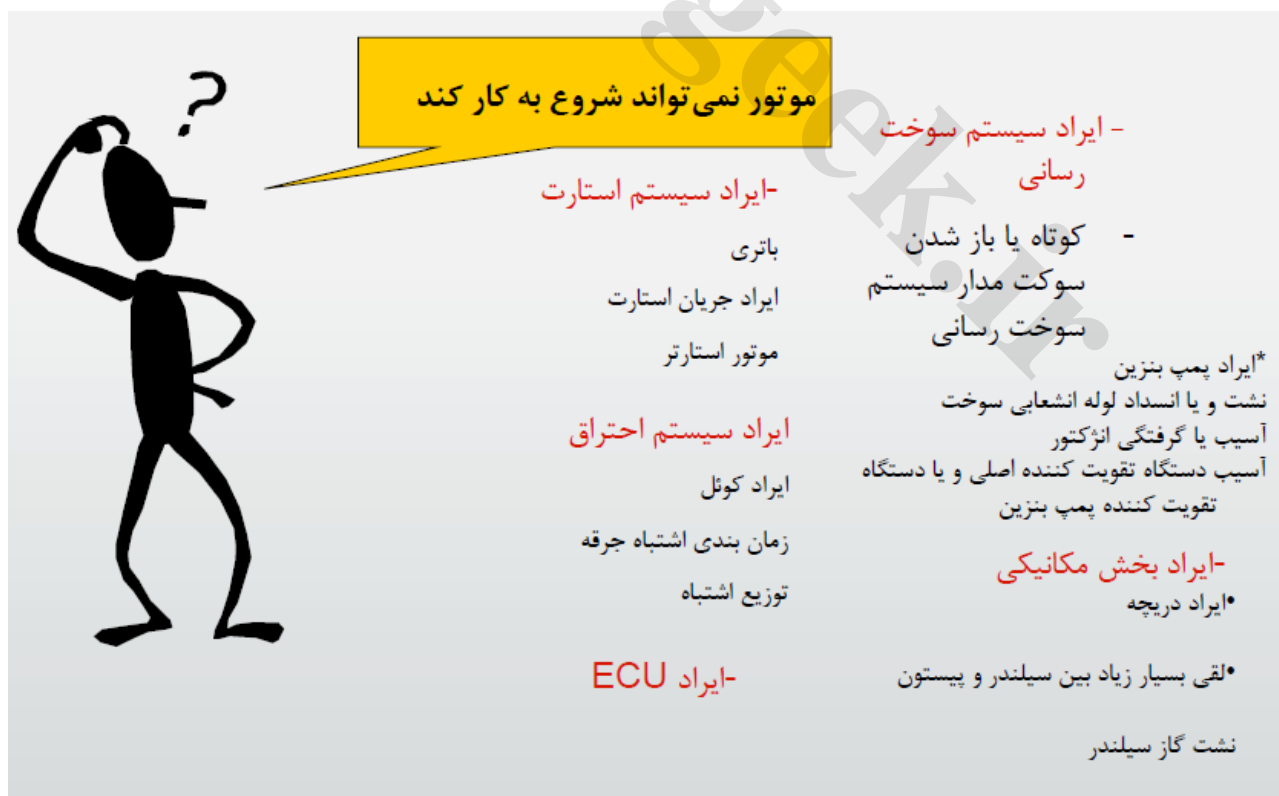 ؟
موتور نمی‌تواند شروع به کار کند
- ایراد سیستم سوخت
رسانی
- کوتاه یا باز شدن
سوکت مدار سیستم
سوخت رسانی
*ایراد پمپ بنزین
نشت و یا انسداد لوله انشعابی سوخت
آسیب یا گرفتگی انژکتور
آسیب دستگاه تقویت کننده اصلی و یا دستگاه
تقویت کننده پمپ بنزین
-ایراد بخش مکانیکی
•ایراد دریچه
•لقی بسیار زیاد بین سیلندر و پیستون
نشت گاز سیلندر
-ایراد سیستم استارت
باتری
ایراد جریان استارت
موتور استارتر
ایراد سیستم احتراق
ایراد کوئل
زمان بندی اشتباه جرقه
توزیع اشتباه
-ایراد ECU
geek.ir